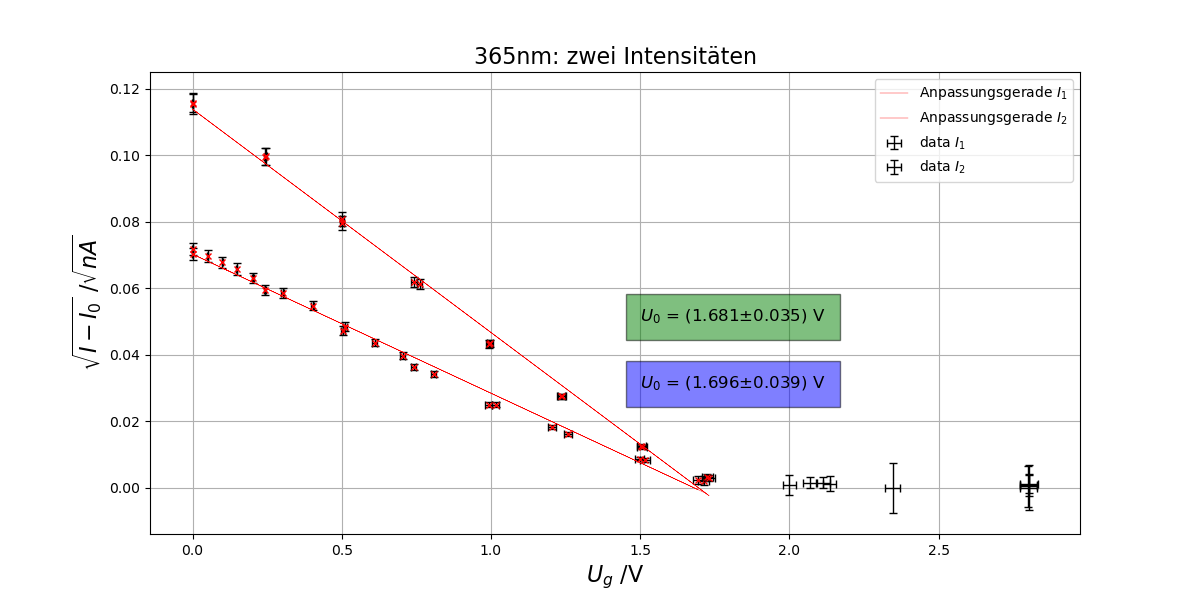 365nm: zwei Intensitäten
Anpassungsgerade I₁
Anpassungsgerade I₂
data I₁
data I₂
0.12
0.10
0.08
0.06
0.04
0.02
0.00
√I − I₀ /√nA
U₀ = (1.681±0.035) V
U₀ = (1.696±0.039) V
0.0 0.5 1.0 1.5 2.0 2.5
U_g /V